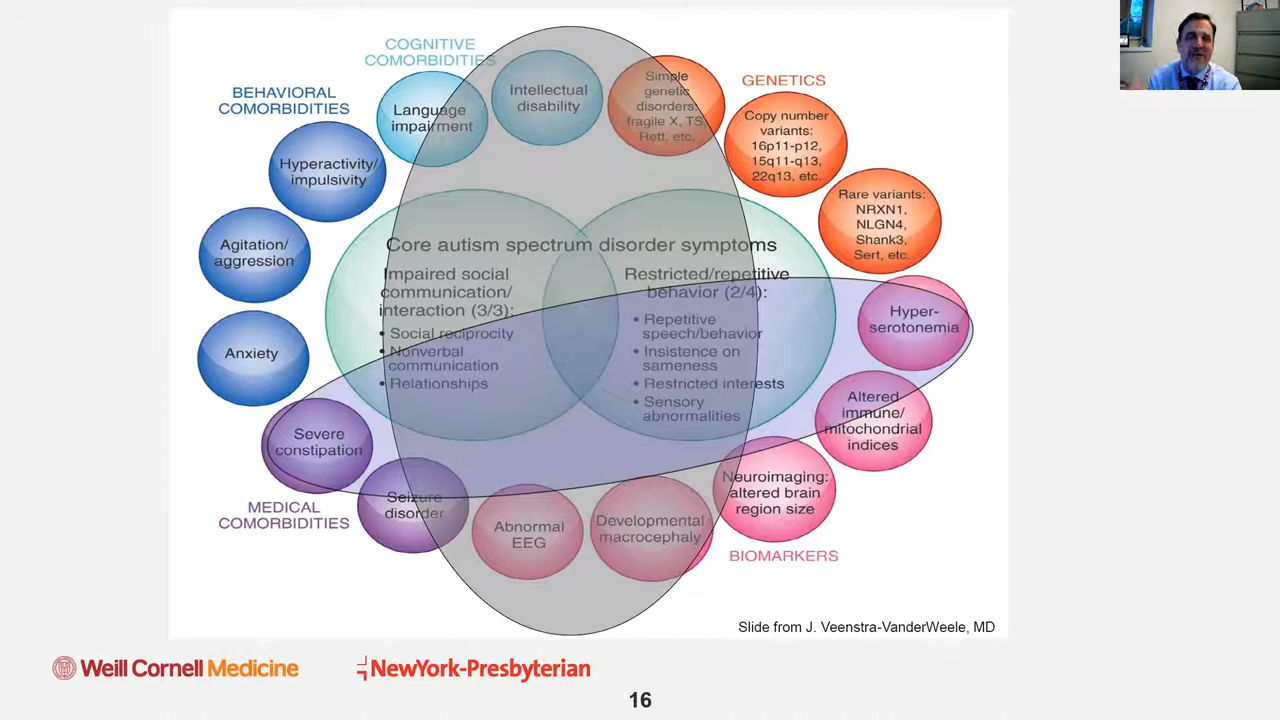 COGNITIVE
COMORBIDITIES
BEHAVIORAL
COMORBIDITIES
Language
impairment
Intellectual
disability
Simple
genetic
disorders:
fragile X, TS,
Rett, etc.
GENETICS
Copy number
variants:
16p11-p12,
15q11-q13,
22q13, etc.
Hyperactivity/
impulsivity
Rare variants:
NRXN1,
NLGN4,
Shank3,
Sert, etc.
Agitation/
aggression
Anxiety
Core autism spectrum disorder symptoms
Impaired social
communication/
interaction (3/3):
• Social reciprocity
• Nonverbal
communication
• Relationships
Restricted/repetitive
behavior (2/4):
• Repetitive
speech/behavior
• Insistence on
sameness
• Restricted interests
• Sensory
abnormalities
Hyper-
serotonemia
Altered
immune/
mitochondrial
indices
Severe
constipation
Seizure
disorder
MEDICAL
COMORBIDITIES
Abnormal
EEG
Developmental
macrocephaly
Neuroimaging:
altered brain
region size
BIOMARKERS
Slide from J. Veenstra-VanderWeele, MD
Weill Cornell Medicine
NewYork-Presbyterian
16